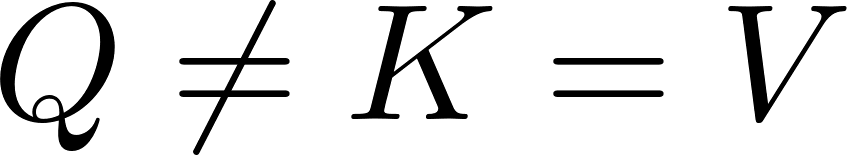 Q ≠ K = V